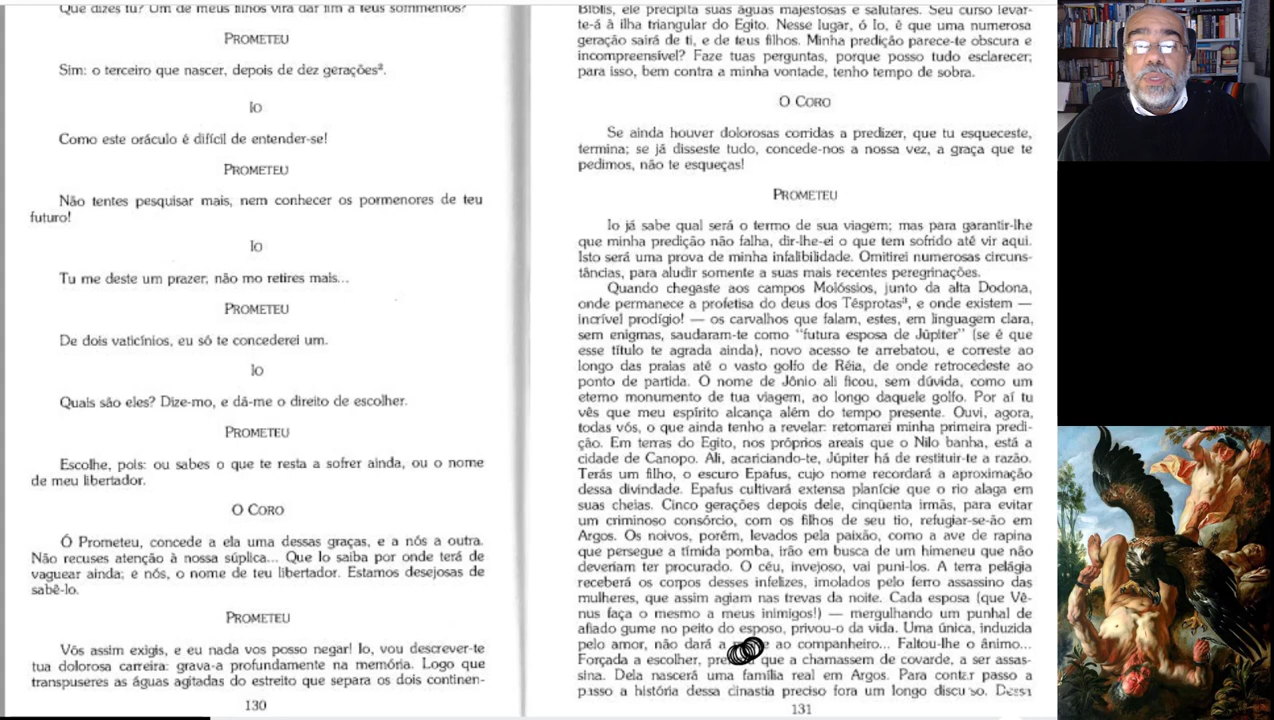 Que dizes tu? Um de meus filhos virá dar fim a teus sofrimentos?
PROMETEU
Sim: o terceiro que nascer, depois de dez gerações².
Io
Como este oráculo é difícil de entender-se!
PROMETEU
Não tentes pesquisar mais, nem conhecer os pormenores de teu
futuro!
Io
Tu me deste um prazer, não mo retires mais...
PROMETEU
De dois vaticínios, eu só te concederei um.
Io
Quais são eles? Dize-mo, e dá-me o direito de escolher.
PROMETEU
Escolhe, pois: ou sabes o que te resta a sofrer ainda, ou o nome
de meu libertador.
O CORO
Ó Prometeu, concede a ela uma dessas graças, e a nós a outra.
Não recuses atenção à nossa súplica... Que Io saiba por onde terá de
vaguear ainda; e nós, o nome de teu libertador. Estamos desejosas de
sabê-lo.
PROMETEU
Vós assim exigis, e eu nada vos posso negar! Io, vou descrever-te
tua dolorosa carreira: grava-a profundamente na memória. Logo que
transpuseres as águas agitadas do estreito que separa os dois continen-
130
Biblis, ele precipita suas águas majestosas e salutares. Seu curso levar-
te-á à ilha triangular do Egito. Nesse lugar, ó Io, é que uma numerosa
geração sairá de ti, e de teus filhos. Minha predição parece-te obscura e
incompreensível? Faze tuas perguntas, porque posso tudo esclarecer;
para isso, bem contra a minha vontade, tenho tempo de sobra.
O CORO
Se ainda houver dolorosas corridas a predizer, que tu esqueceste,
termina; se já disseste tudo, concede-nos a nossa vez, a graça que te
pedimos, não te esqueças!
PROMETEU
Io já sabe qual será o termo de sua viagem; mas para garantir-lhe
que minha predição não falha, dir-lhe-ei o que tem sofrido até vir aqui.
Isto será uma prova de minha infalibilidade. Omitirei numerosas circuns-
tâncias, para aludir somente a suas mais recentes peregrinações.
Quando chegaste aos campos Molóssios, junto da alta Dodona,
onde permanece a profetisa do deus dos Tésprotas³, e onde existem —
incrível prodígio! — os carvalhos que falam, estes, em linguagem clara,
sem enigmas, saudaram-te como "futura esposa de Júpiter" (se é que
esse título te agrada ainda), novo acesso te arrebatou, e correste ao
longo das praias até o vasto golfo de Réia, de onde retrocedeste ao
ponto de partida. O nome de Jônio ali ficou, sem dúvida, como um
eterno monumento de tua viagem, ao longo daquele golfo. Por aí tu
vês que meu espírito alcança além do tempo presente. Ouvi, agora,
todas vós, o que ainda tenho a revelar: retomarei minha primeira predi-
ção. Em terras do Egito, nos próprios areais que o Nilo banha, está a
cidade de Canopo. Ali, acariciando-te, Júpiter há de restituir-te a razão.
Terás um filho, o escuro Epafus, cujo nome recordará a aproximação
dessa divindade. Epafus cultivará extensa planície que o rio alaga em
suas cheias. Cinco gerações depois dele, cinqüenta irmãs, para evitar
um criminoso consórcio, com os filhos de seu tio, refugiar-se-ão em
Argos. Os noivos, porém, levados pela paixão, como a ave de rapina
que persegue a tímida pomba, irão em busca de um himeneu que não
deveriam ter procurado. O céu, invejoso, vai puni-los. A terra pelágia
receberá os corpos desses infelizes, imolados pelo ferro assassino das
mulheres, que assim agiam nas trevas da noite. Cada esposa (que Vê-
nus faça o mesmo a meus inimigos!) — mergulhando um punhal de
afiado gume no peito do esposo, privou-o da vida. Uma única, induzida
pelo amor, não dará a ao companheiro... Faltou-lhe o ânimo...
Forçada a escolher, que a chamassem de covarde, a ser assas-
sina. Dela nascerá uma família real em Argos. Para contar passo a
passo a história dessa dinastia preciso fora um longo discurso. Dessa
131